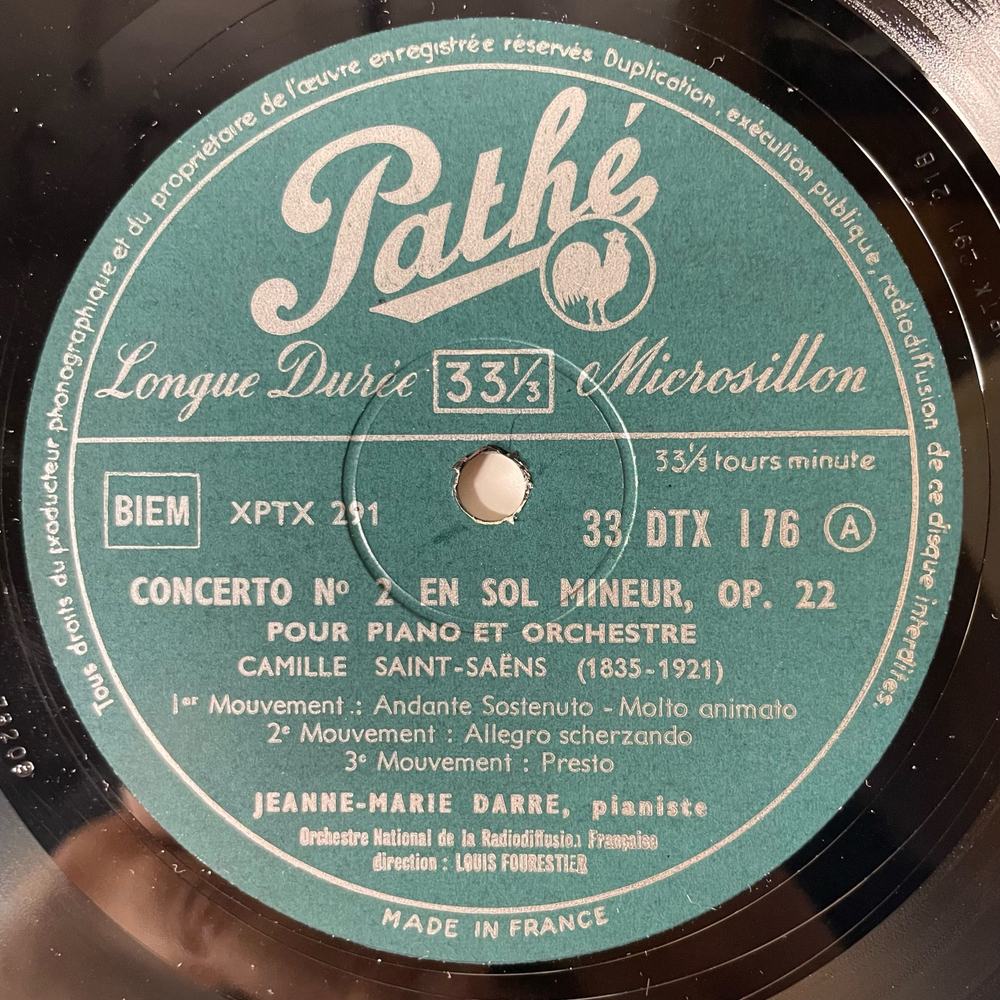 Tous droits du producteur phonographique et du propriétaire de l'œuvre enregistrée réservés Duplication, exécution publique, radiodiffusion de ce disque interdites.
Pathé
Longue Durée 33⅓ Microsillon
33⅓ tours minute
BIEM XPTX 291 33 DTX 176 A
CONCERTO Nº 2 EN SOL MINEUR, OP. 22
POUR PIANO ET ORCHESTRE
CAMILLE SAINT-SAËNS (1835-1921)
1er Mouvement : Andante Sostenuto - Molto animato
2e Mouvement : Allegro scherzando
3e Mouvement : Presto
JEANNE-MARIE DARRE, pianiste
Orchestre National de la Radiodiffusion Française
direction : LOUIS FOURESTIER
MADE IN FRANCE